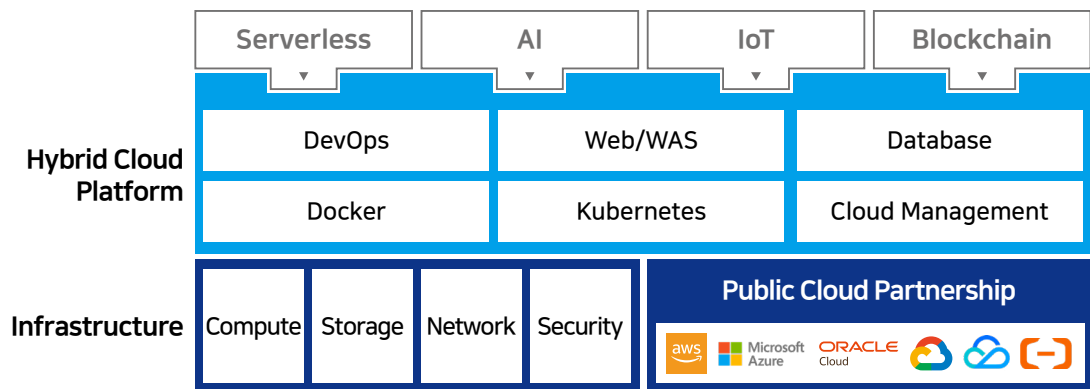 Serverless
AI
IoT
Blockchain
Hybrid Cloud
Platform
DevOps
Web/WAS
Database
Docker
Kubernetes
Cloud Management
Infrastructure
Compute
Storage
Network
Security
Public Cloud Partnership
aws
Microsoft
Azure
ORACLE
Cloud